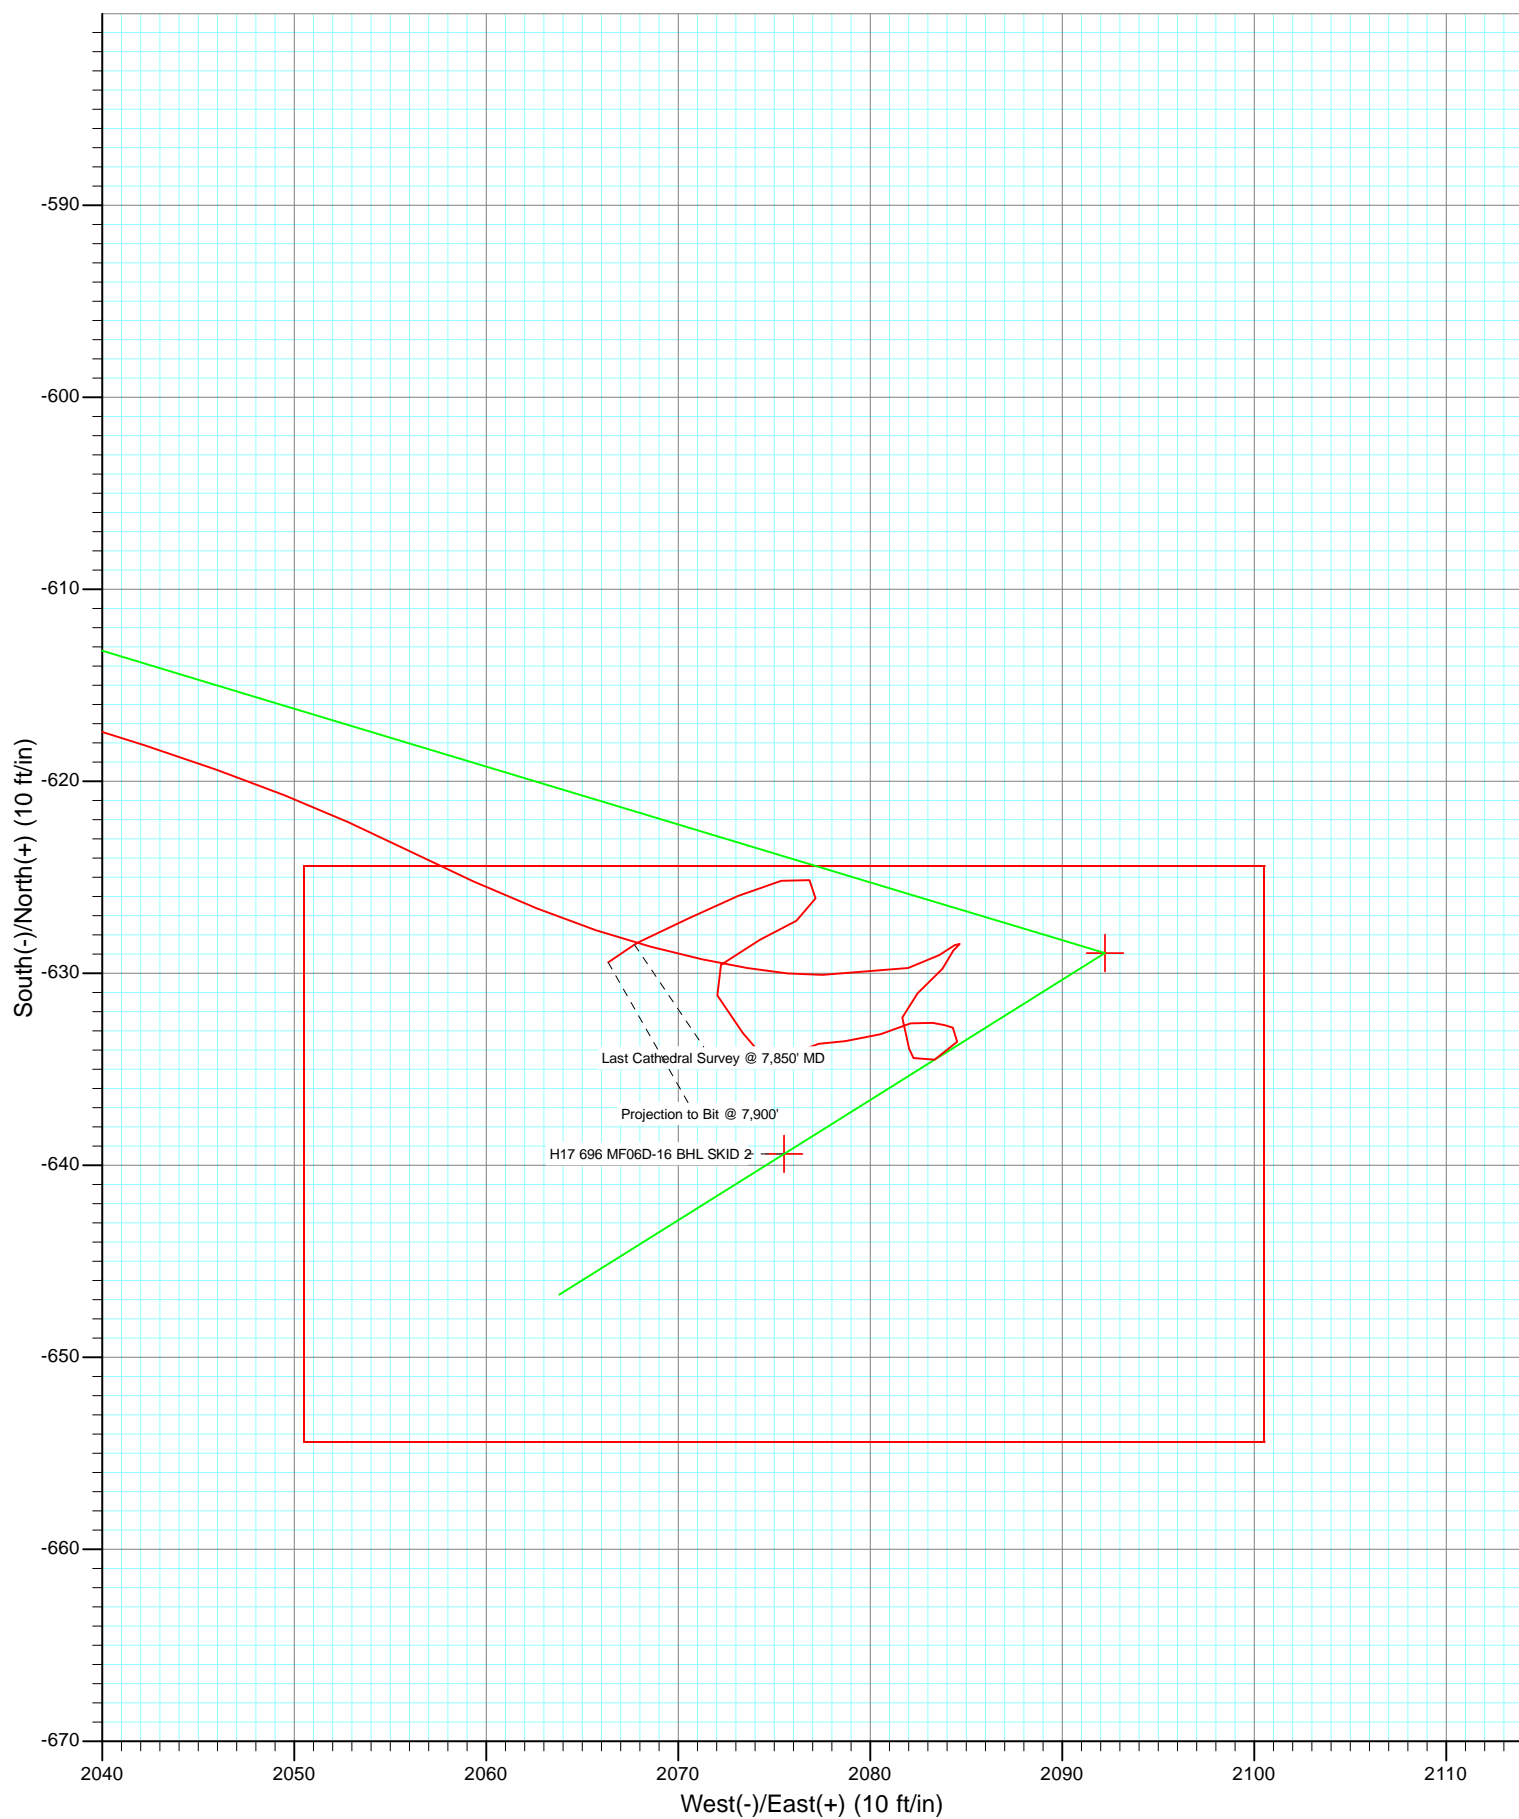 -590
-600
-610
-620
-630
-640
-650
-660
-670
South(-)/North(+) (10 ft/in)
Last Cathedral Survey @ 7,850' MD
Projection to Bit @ 7,900'
H17 696 MF06D-16 BHL SKID 2
2040 2050 2060 2070 2080 2090 2100 2110
West(-)/East(+) (10 ft/in)